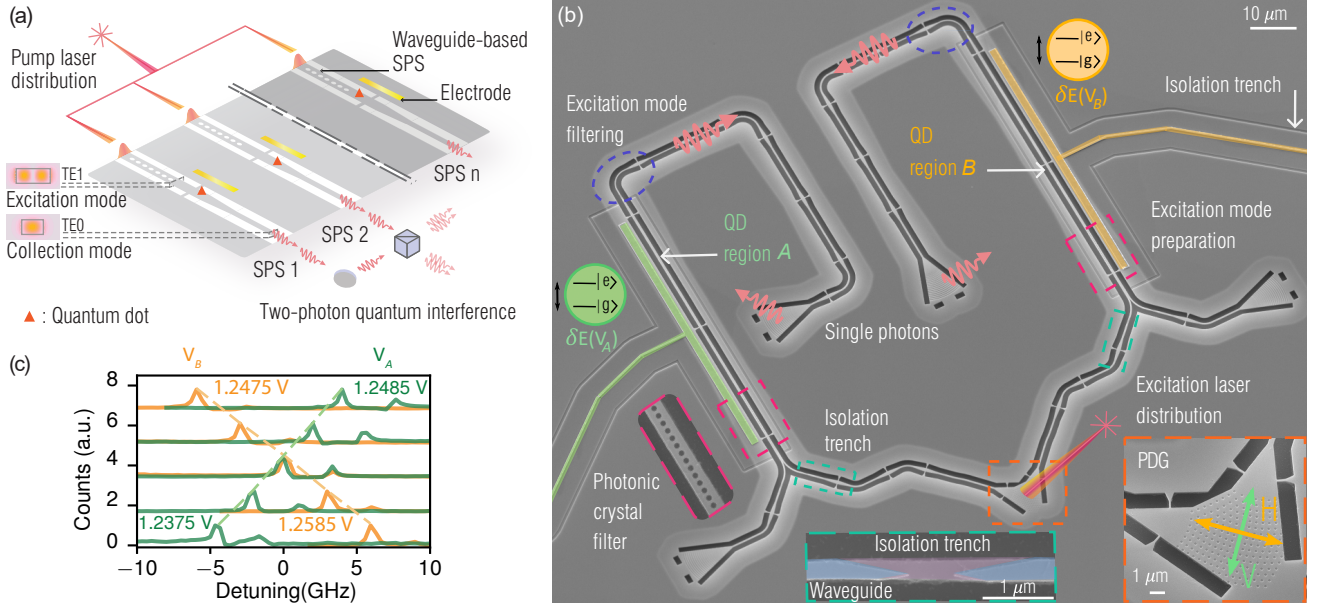 (a)
Pump laser
distribution
Waveguide-based
SPS
Electrode
TE1
Excitation mode
TE0
Collection mode
SPS n
SPS 2
SPS 1
: Quantum dot
Two-photon quantum interference
(b)
10 μm
|e>
|g>
δE(V_B)
Isolation trench
Excitation mode
filtering
QD
region B
QD
region A
Excitation mode
preparation
|e>
|g>
δE(V_A)
Single photons
Excitation laser
distribution
Isolation
trench
Photonic
crystal
filter
Isolation trench
Waveguide
1 μm
PDG
H
V
1 μm
(c)
V_B
V_A
1.2475 V
1.2485 V
1.2375 V
1.2585 V
8
6
4
2
0
Counts (a.u.)
−10
−5
0
5
10
Detuning(GHz)